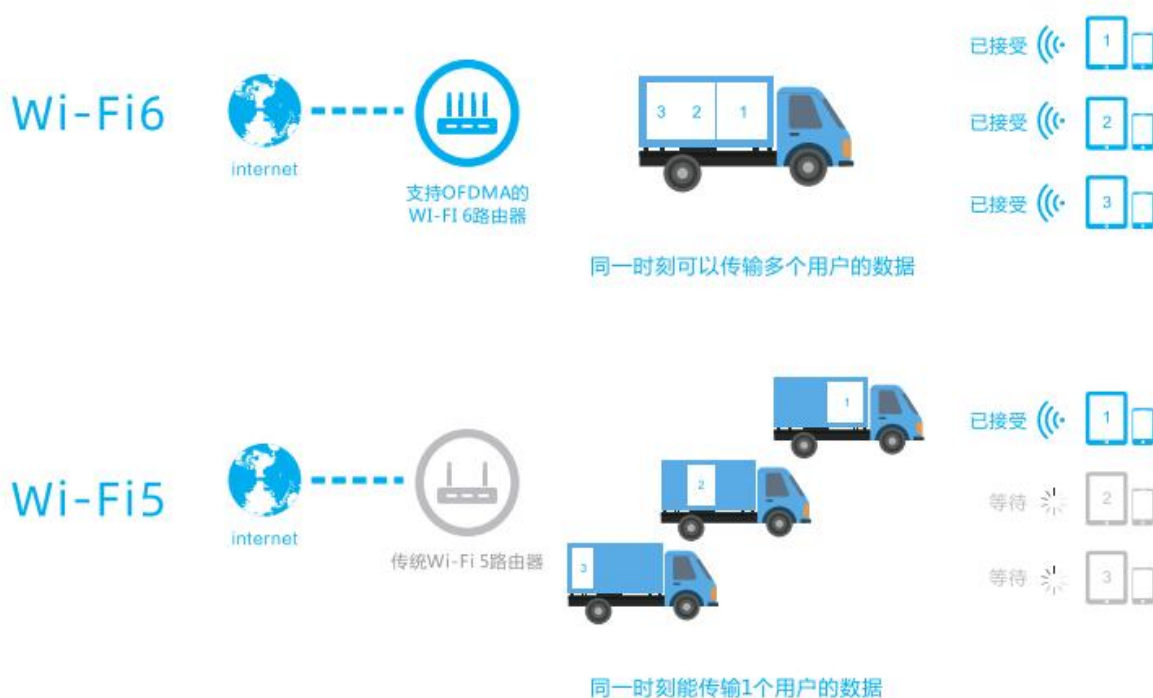 Wi-Fi6
internet
支持OFDMA的
WI-FI 6路由器
3 2 1
同一时刻可以传输多个用户的数据
已接受 1
已接受 2
已接受 3
Wi-Fi5
internet
传统Wi-Fi 5路由器
1
2
3
同一时刻能传输1个用户的数据
已接受 1
等待 2
等待 3